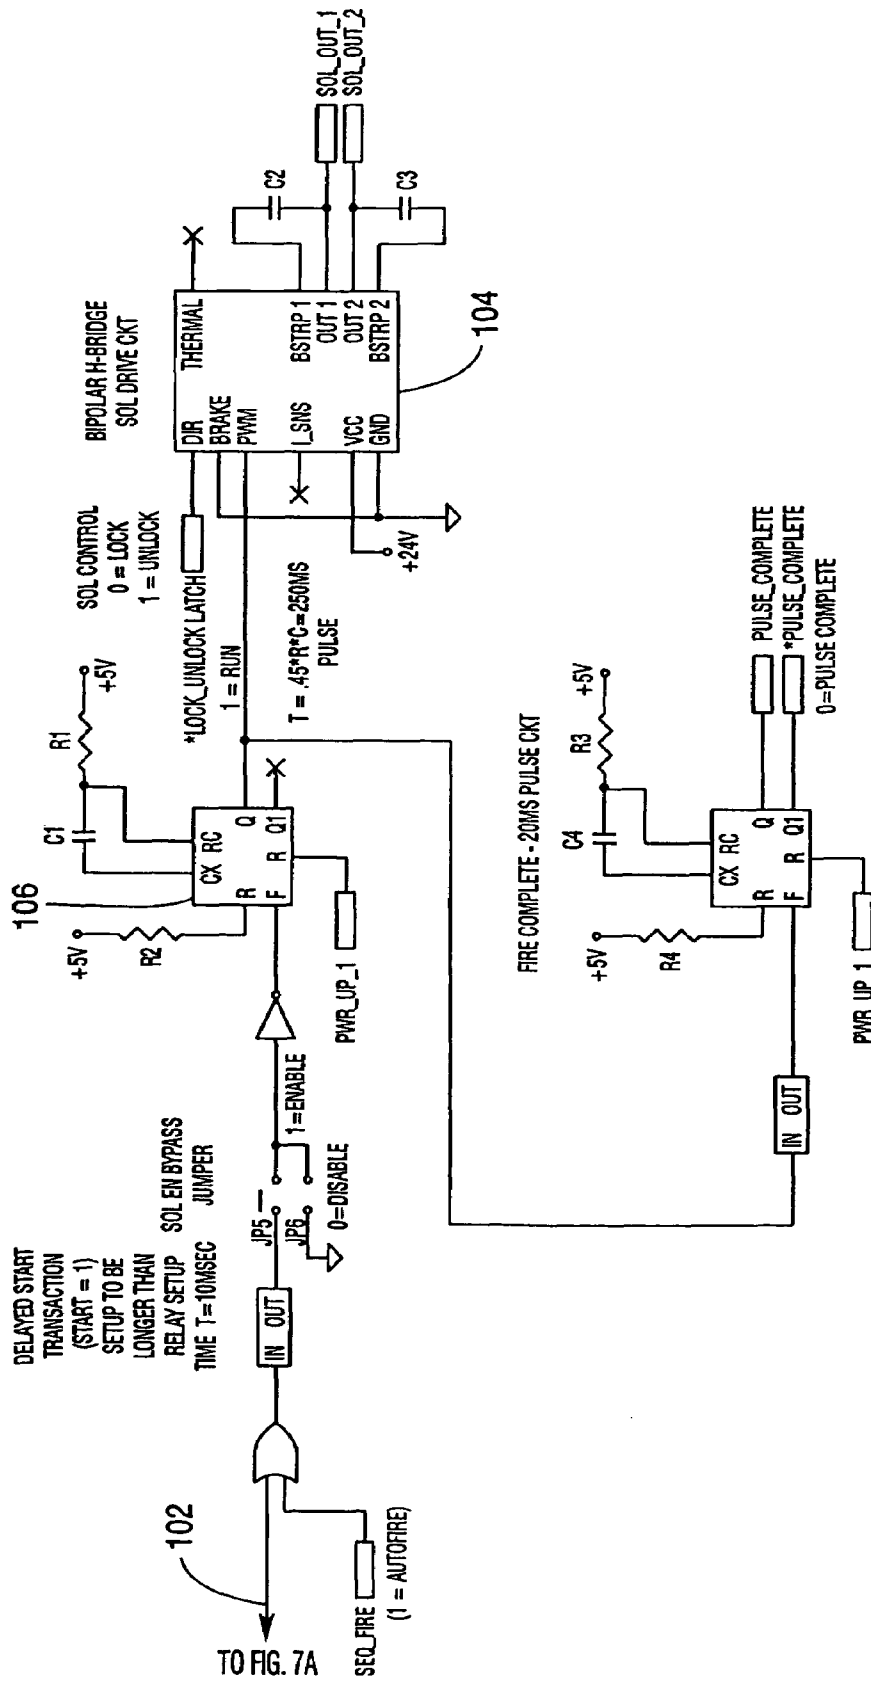 DELAYED START
TRANSACTION
(START = 1)
SETUP TO BE
LONGER THAN
RELAY SETUP
TIME T=10MSEC
SOL EN BYPASS
JUMPER
102
TO FIG. 7A
SEQ_FIRE
(1 = AUTOFIRE)
IN OUT
JP5
JP6
0=DISABLE
1=ENABLE
106
+5V
R2
C1
R1
+5V
CX RC
R Q
F R Q1
PWR_UP_1
SOL CONTROL
0 = LOCK
1 = UNLOCK
*LOCK_UNLOCK LATCH
1 = RUN
T = .45*R*C=250MS
PULSE
BIPOLAR H-BRIDGE
SOL DRIVE CKT
DIR THERMAL
BRAKE
PWM
I_SNS BSTRP 1
OUT 1
VCC OUT 2
GND BSTRP 2
+24V
104
C2
C3
SOL_OUT_1
SOL_OUT_2
FIRE COMPLETE - 20MS PULSE CKT
+5V
R4
C4
R3
+5V
CX RC
R Q
F R Q1
PWR_UP_1
IN OUT
PULSE_COMPLETE
*PULSE_COMPLETE
0=PULSE COMPLETE